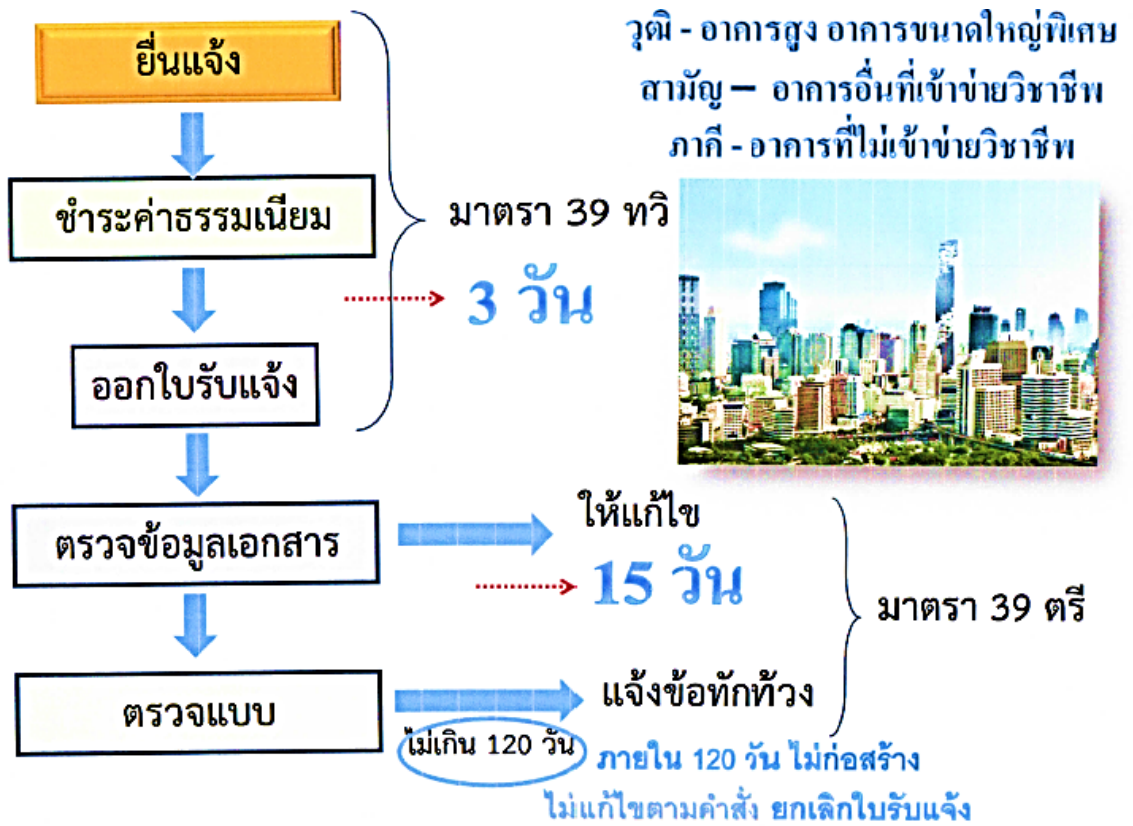 ยื่นแจ้ง
วุฒิ - อาคารสูง อาคารขนาดใหญ่พิเศษ
สามัญ – อาคารอื่นที่เข้าข่ายวิชาชีพ
ภาคี - อาคารที่ไม่เข้าข่ายวิชาชีพ
ชำระค่าธรรมเนียม
มาตรา 39 ทวิ
3 วัน
ออกใบรับแจ้ง
ตรวจข้อมูลเอกสาร
ให้แก้ไข
15 วัน
มาตรา 39 ตรี
ตรวจแบบ
แจ้งข้อทักท้วง
ไม่เกิน 120 วัน
ภายใน 120 วัน ไม่ก่อสร้าง
ไม่แก้ไขตามคำสั่ง ยกเลิกใบรับแจ้ง